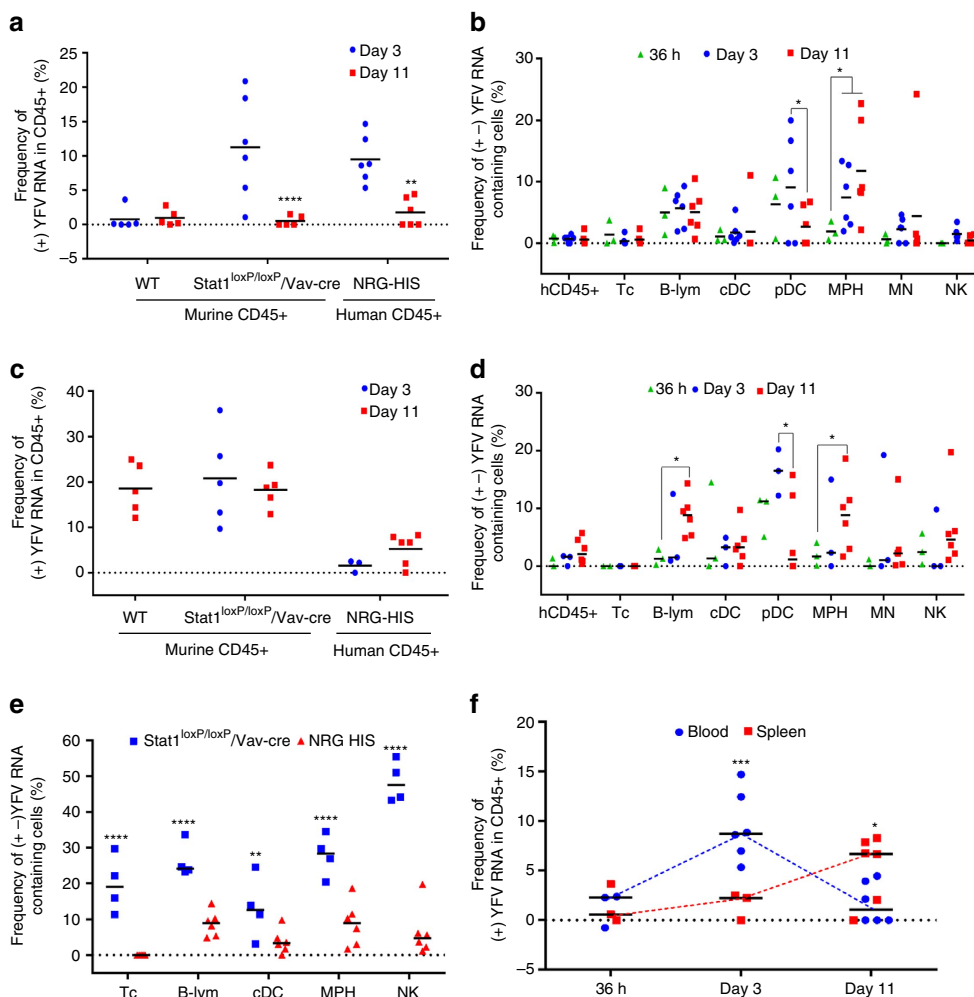 a
Frequency of
(+) YFV RNA in CD45+ (%)
25
20
15
10
5
0
−5
Day 3
Day 11
****
**
WT
Stat1loxP/loxP/Vav-cre
NRG-HIS
Murine CD45+
Human CD45+
b
Frequency of (+ −) YFV RNA
containing cells (%)
30
20
10
0
36 h
Day 3
Day 11
*
*
hCD45+
Tc
B-lym
cDC
pDC
MPH
MN
NK
c
Frequency of
(+) YFV RNA in CD45+ (%)
40
30
20
10
0
Day 3
Day 11
WT
Stat1loxP/loxP/Vav-cre
NRG-HIS
Murine CD45+
Human CD45+
d
Frequecy of (+ −) YFV RNA
containing cells (%)
30
20
10
0
36 h
Day 3
Day 11
*
*
*
hCD45+
Tc
B-lym
cDC
pDC
MPH
MN
NK
e
Frequency of (+ −)YFV RNA
containing cells (%)
60
50
40
30
20
10
0
Stat1loxP/loxP/Vav-cre
NRG HIS
****
****
**
****
****
Tc
B-lym
cDC
MPH
NK
f
Frequency of
(+) YFV RNA in CD45+ (%)
20
15
10
5
0
−5
Blood
Spleen
***
*
36 h
Day 3
Day 11